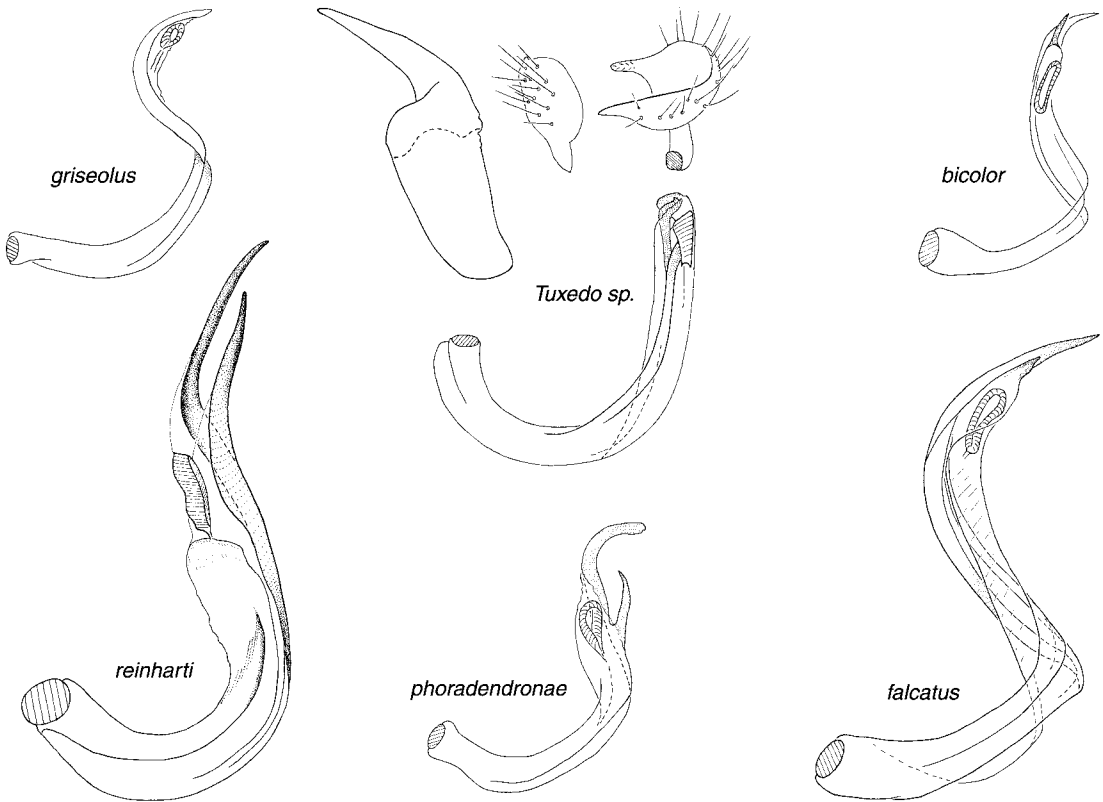 griseolus
bicolor
Tuxedo sp.
reinharti
phoradendronae
falcatus